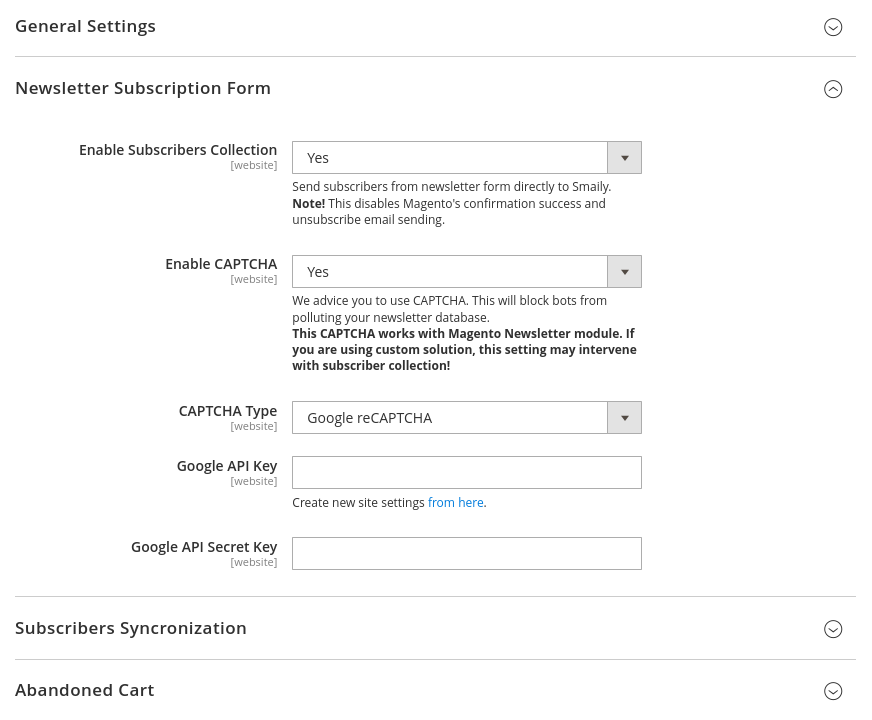 General Settings
Newsletter Subscription Form
Enable Subscribers Collection
[website]
Yes
Send subscribers from newsletter form directly to Smaily.
Note! This disables Magento's confirmation success and
unsubscribe email sending.
Enable CAPTCHA
[website]
Yes
We advice you to use CAPTCHA. This will block bots from
polluting your newsletter database.
This CAPTCHA works with Magento Newsletter module. If
you are using custom solution, this setting may intervene
with subscriber collection!
CAPTCHA Type
[website]
Google reCAPTCHA
Google API Key
[website]
Create new site settings from here.
Google API Secret Key
[website]
Subscribers Syncronization
Abandoned Cart